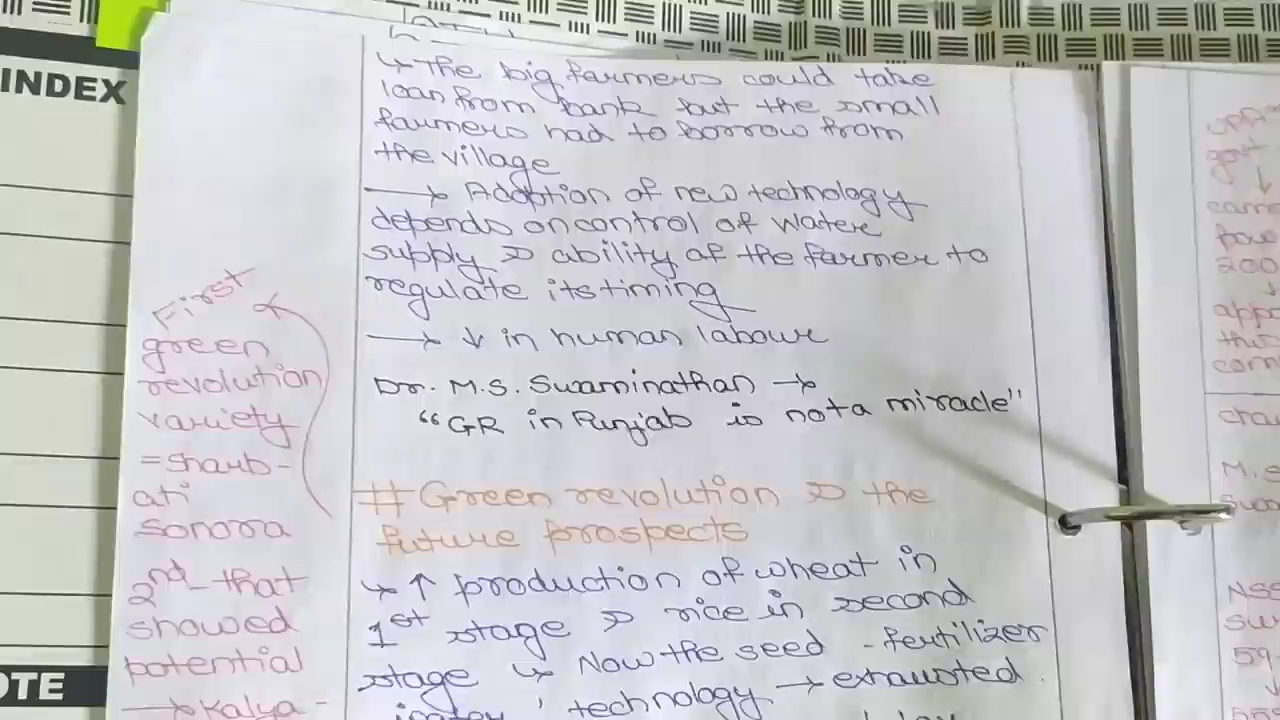 INDEX
↳ The big farmers could take
loan from bank but the small
farmers had to borrow from
the village
→ Adoption of new technology
depends on control of water
supply & ability of the farmer to
regulate its timing
→ ↓ in human labour
Dr. M.S. Swaminathan →
"GR in Punjab is not a miracle"
# Green revolution & the
future prospects
↳ ↑ production of wheat in
1st stage & rice in second
stage ↳ Now the seed - fertilizer
technology → exhausted.
First
green
revolution
variety
= sharb-
ati
sonora
2nd that
showed
potential
→ Kalya-
OTE
govt
↓
200
↓
M.S
59